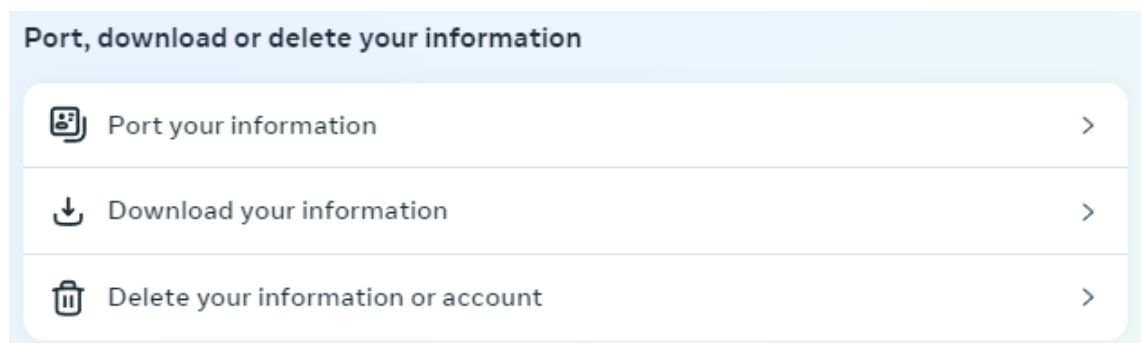 Port, download or delete your information
Port your information
Download your information
Delete your information or account